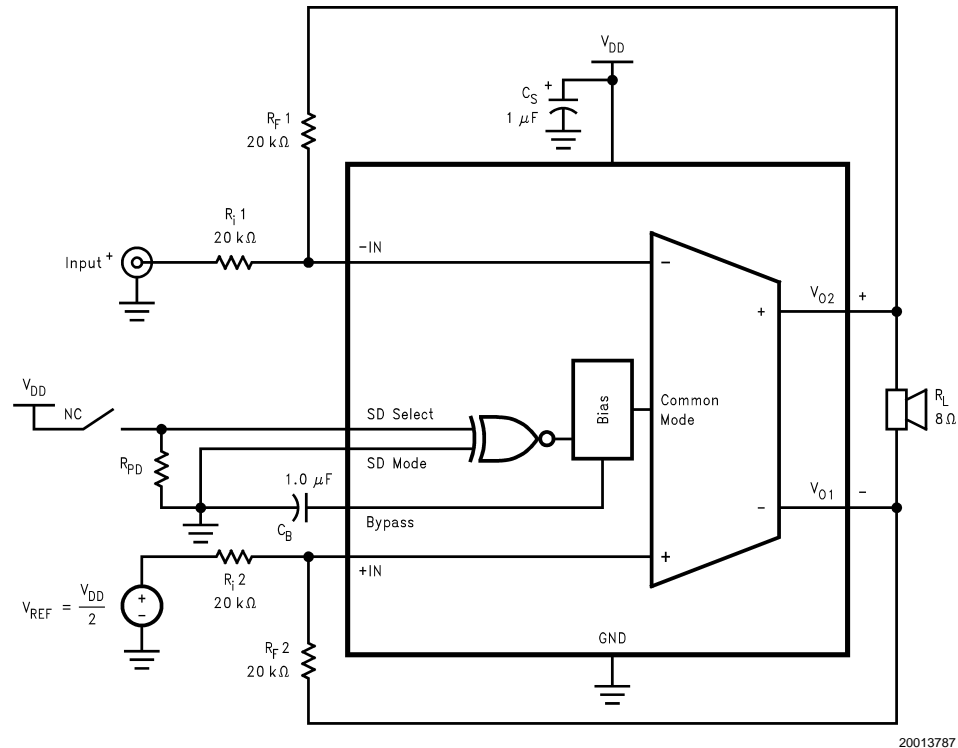 V_DD
+
C_S
1 µF
R_F 1
20 kΩ
R_i 1
20 kΩ
Input +
−IN
−
V_O2 +
+
V_DD
NC
SD Select
Bias
Common
Mode
R_L
8 Ω
R_PD
SD Mode
1.0 µF
C_B
Bypass
V_O1 −
−
+IN
+
R_i 2
20 kΩ
V_REF = V_DD/2
+
−
R_F 2
20 kΩ
GND
20013787